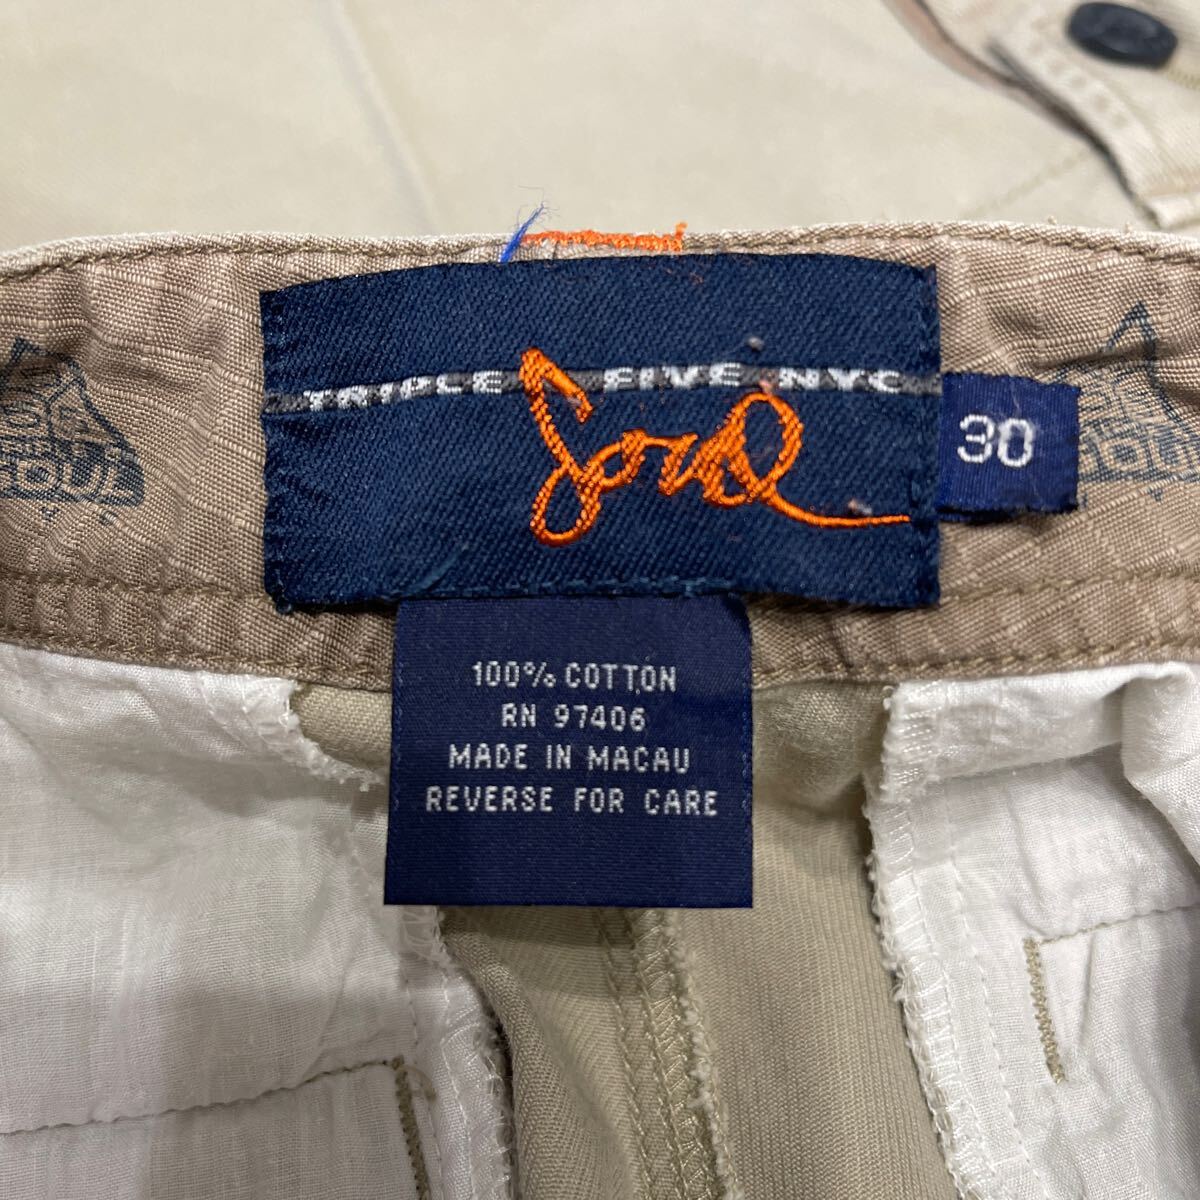 TRIPLE FIVE NYC
Soul
30
100% COTTON
RN 97406
MADE IN MACAU
REVERSE FOR CARE